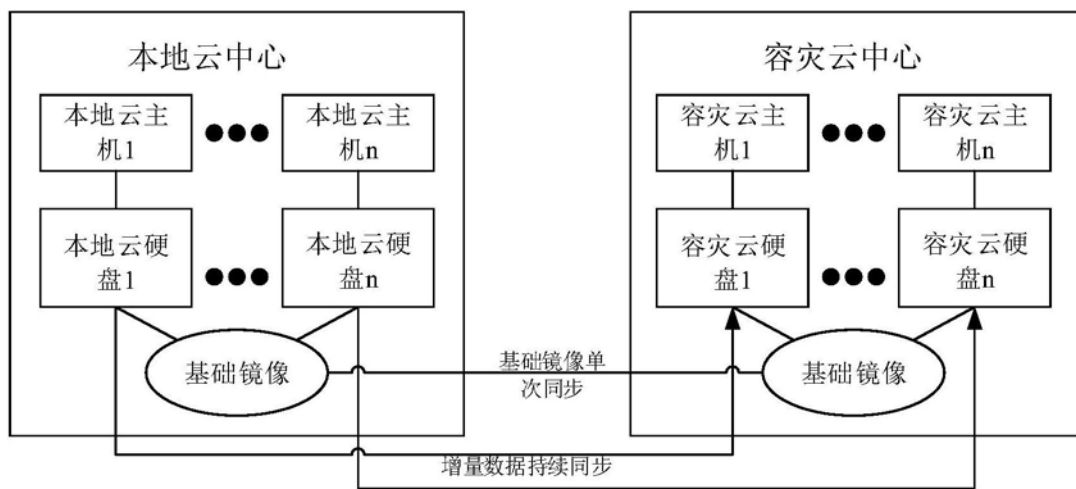 本地云中心
本地云主
机1
本地云主
机n
本地云硬
盘1
本地云硬
盘n
基础镜像
基础镜像单
次同步
增量数据持续同步
容灾云中心
容灾云主
机1
容灾云主
机n
容灾云硬
盘1
容灾云硬
盘n
基础镜像